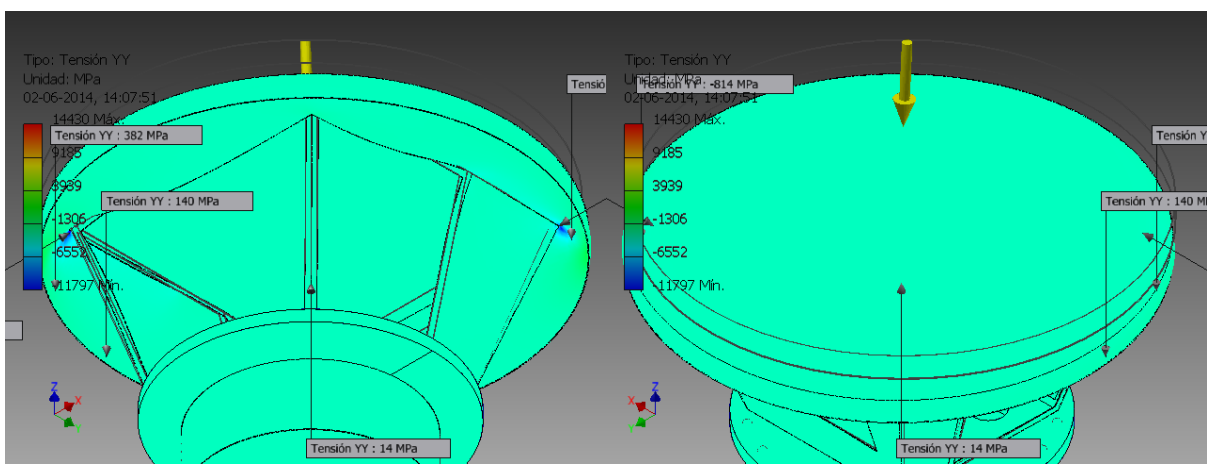 Tipo: Tensión YY
Unidad: MPa
02-06-2014, 14:07:51
14430 Máx.
Tensión YY : 382 MPa
9185
3939
Tensión YY : 140 MPa
-1306
-6552
-11797 Mín.
Tensión YY : 14 MPa
Z
X
Y
Tensió
Tipo: Tensión YY
Unidad: MPa
Tensión YY : -814 MPa
02-06-2014, 14:07:51
14430 Máx.
Tensión Y
9185
3939
140 M
-1306
-6552
-11797 Mín.
Tensión YY : 14 MPa
Z
X
Y